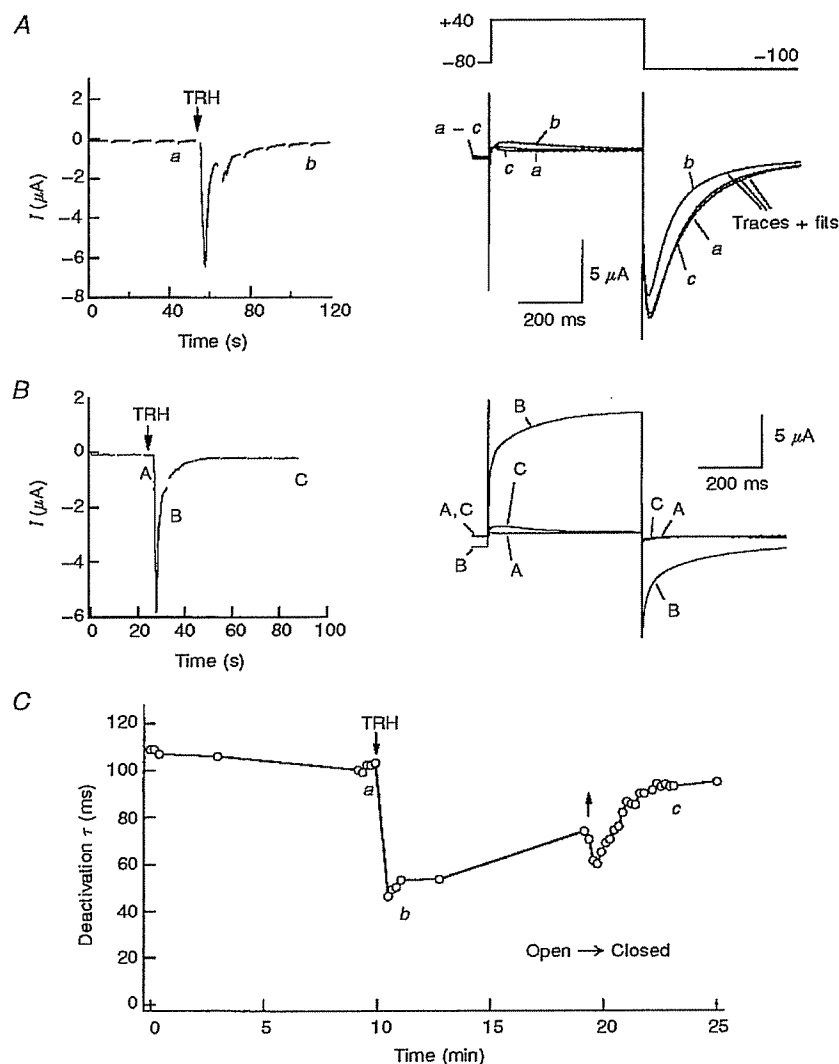 A
TRH
a
b
2
0
−2
−4
−6
−8
I (μA)
0
40
80
120
Time (s)
+40
−80
−100
a – c
b
c
a
b
Traces + fits
a
c
5 μA
200 ms
B
TRH
A
B
C
2
0
−2
−4
−6
I (μA)
0
20
40
60
80
100
Time (s)
B
5 μA
200 ms
A, C
C
C
A
B
A
B
C
TRH
120
100
80
60
40
20
0
Deactivation τ (ms)
a
b
c
Open → Closed
0
5
10
15
20
25
Time (min)